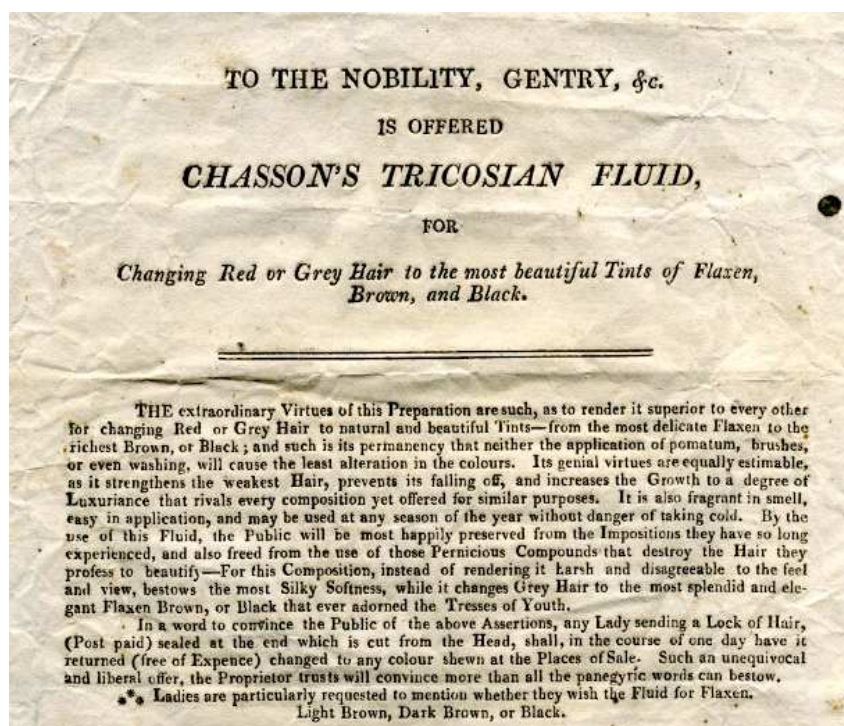 TO THE NOBILITY, GENTRY, &c.
IS OFFERED
CHASSON'S TRICOSIAN FLUID,
FOR
Changing Red or Grey Hair to the most beautiful Tints of Flaxen,
Brown, and Black.
THE extraordinary Virtues of this Preparation are such, as to render it superior to every other
for changing Red or Grey Hair to natural and beautiful Tints—from the most delicate Flaxen to the
richest Brown, or Black; and such is its permanency that neither the application of pomatum, brushes,
or even washing, will cause the least alteration in the colours. Its genial virtues are equally estimable,
as it strengthens the weakest Hair, prevents its falling off, and increases the Growth to a degree of
Luxuriance that rivals every composition yet offered for similar purposes. It is also fragrant in smell,
easy in application, and may be used at any season of the year without danger of taking cold. By the
use of this Fluid, the Public will be most happily preserved from the Impositions they have so long
experienced, and also freed from the use of those Pernicious Compounds that destroy the Hair they
profess to beautify—For this Composition, instead of rendering it harsh and disagreeable to the feel
and view, bestows the most Silky Softness, while it changes Grey Hair to the most splendid and ele-
gant Flaxen Brown, or Black that ever adorned the Tresses of Youth.
In a word to convince the Public of the above Assertions, any Lady sending a Lock of Hair,
(Post paid) sealed at the end which is cut from the Head, shall, in the course of one day have it
returned (free of Expence) changed to any colour shewn at the Places of Sale. Such an unequivocal
and liberal offer, the Proprietor trusts will convince more than all the panegyric words can bestow.
*** Ladies are particularly requested to mention whether they wish the Fluid for Flaxen.
Light Brown, Dark Brown, or Black.